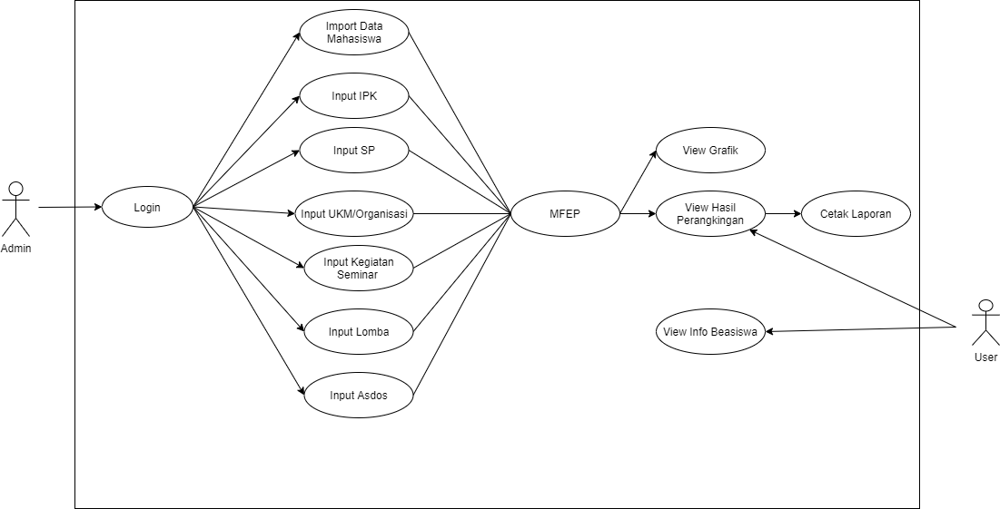 Import Data
Mahasiswa
Input IPK
Input SP
View Grafik
Login
Input UKM/Organisasi
MFEP
View Hasil
Perangkingan
Cetak Laporan
Admin
Input Kegiatan
Seminar
Input Lomba
View Info Beasiswa
User
Input Asdos